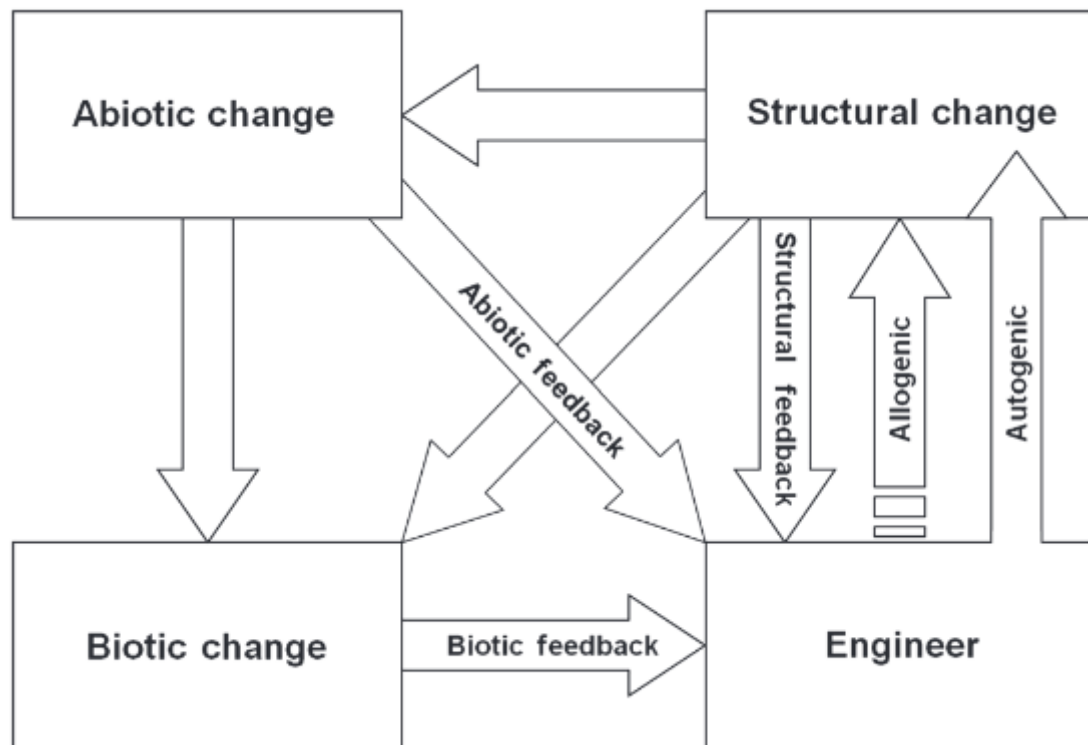 Abiotic change
Structural change
Abiotic feedback
Structural feedback
Allogenic
Autogenic
Biotic change
Biotic feedback
Engineer